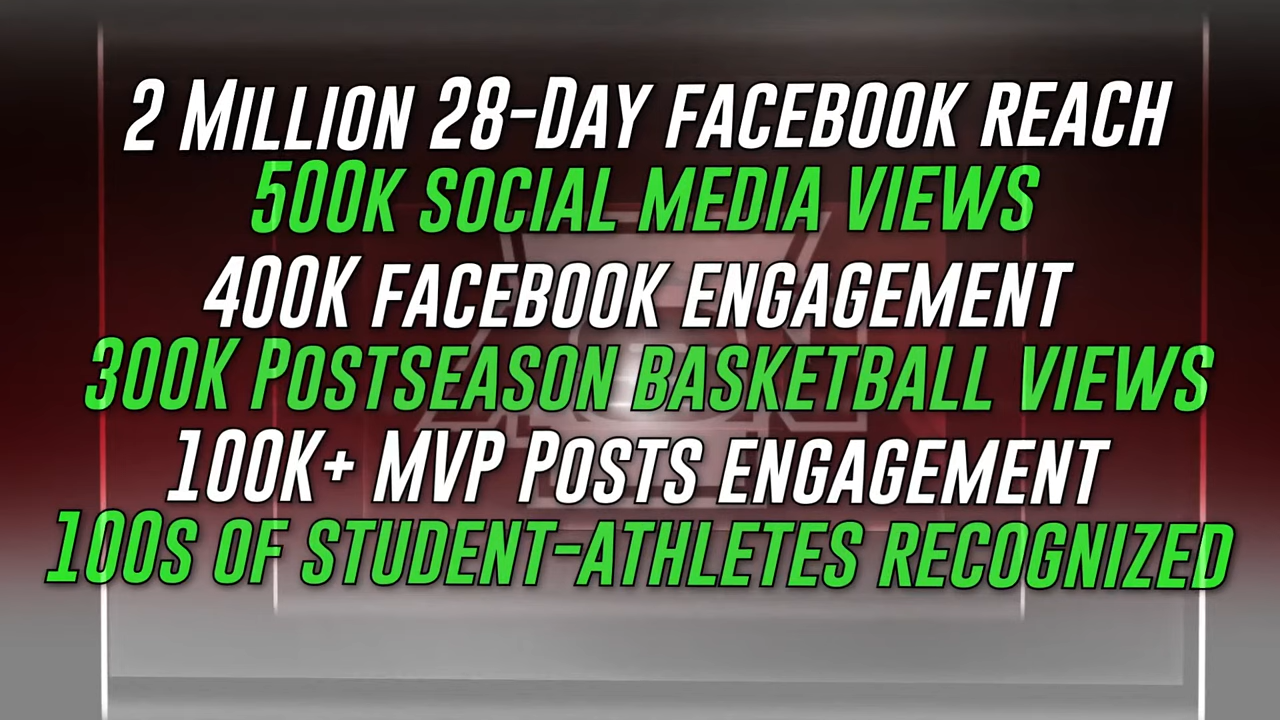 2 Million 28-Day facebook reach
500k social media views
400K facebook engagement
300K Postseason basketball views
100K+ MVP Posts engagement
100s of student-athletes recognized